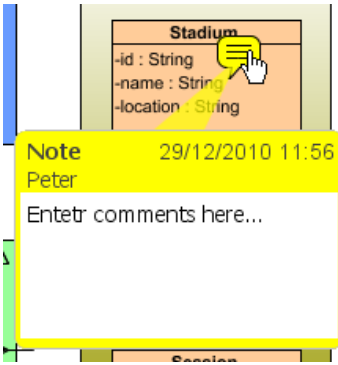 Stadium
-id : String
-name : String
-location : String
Note 29/12/2010 11:56
Peter
Entetr comments here...
Session